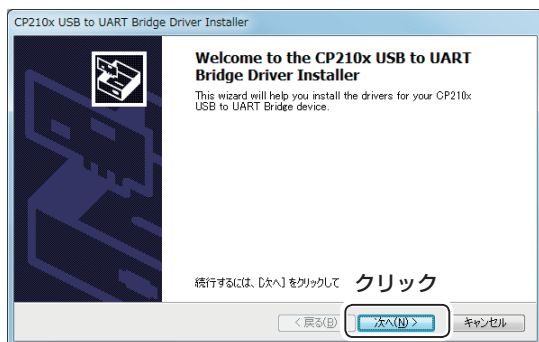 CP210x USB to UART Bridge Driver Installer
Welcome to the CP210x USB to UART
Bridge Driver Installer
This wizard will help you install the drivers for your CP210x
USB to UART Bridge device.
続行するには、[次へ] をクリックして クリック
< 戻る(B) 次へ(N) > キャンセル